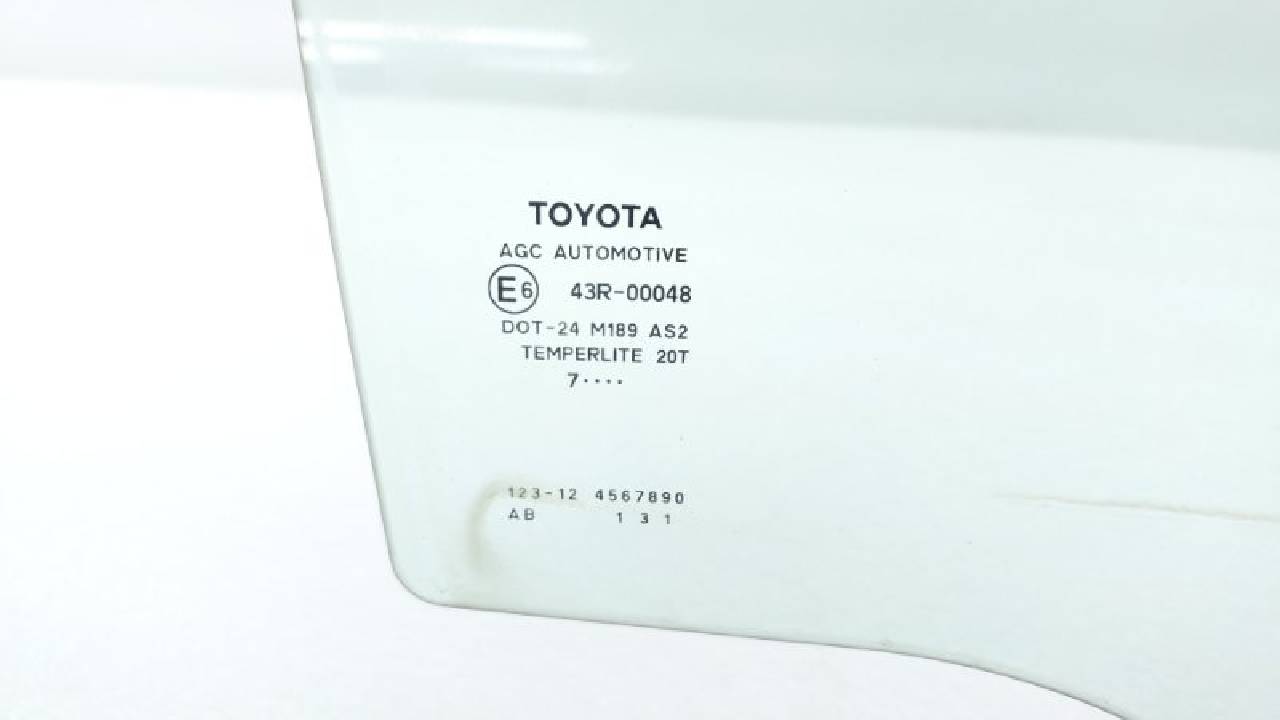 TOYOTA
AGC AUTOMOTIVE
E6 43R-00048
DOT-24 M189 AS2
TEMPERLITE 20T
7····
123-12 4567890
AB 1 3 1